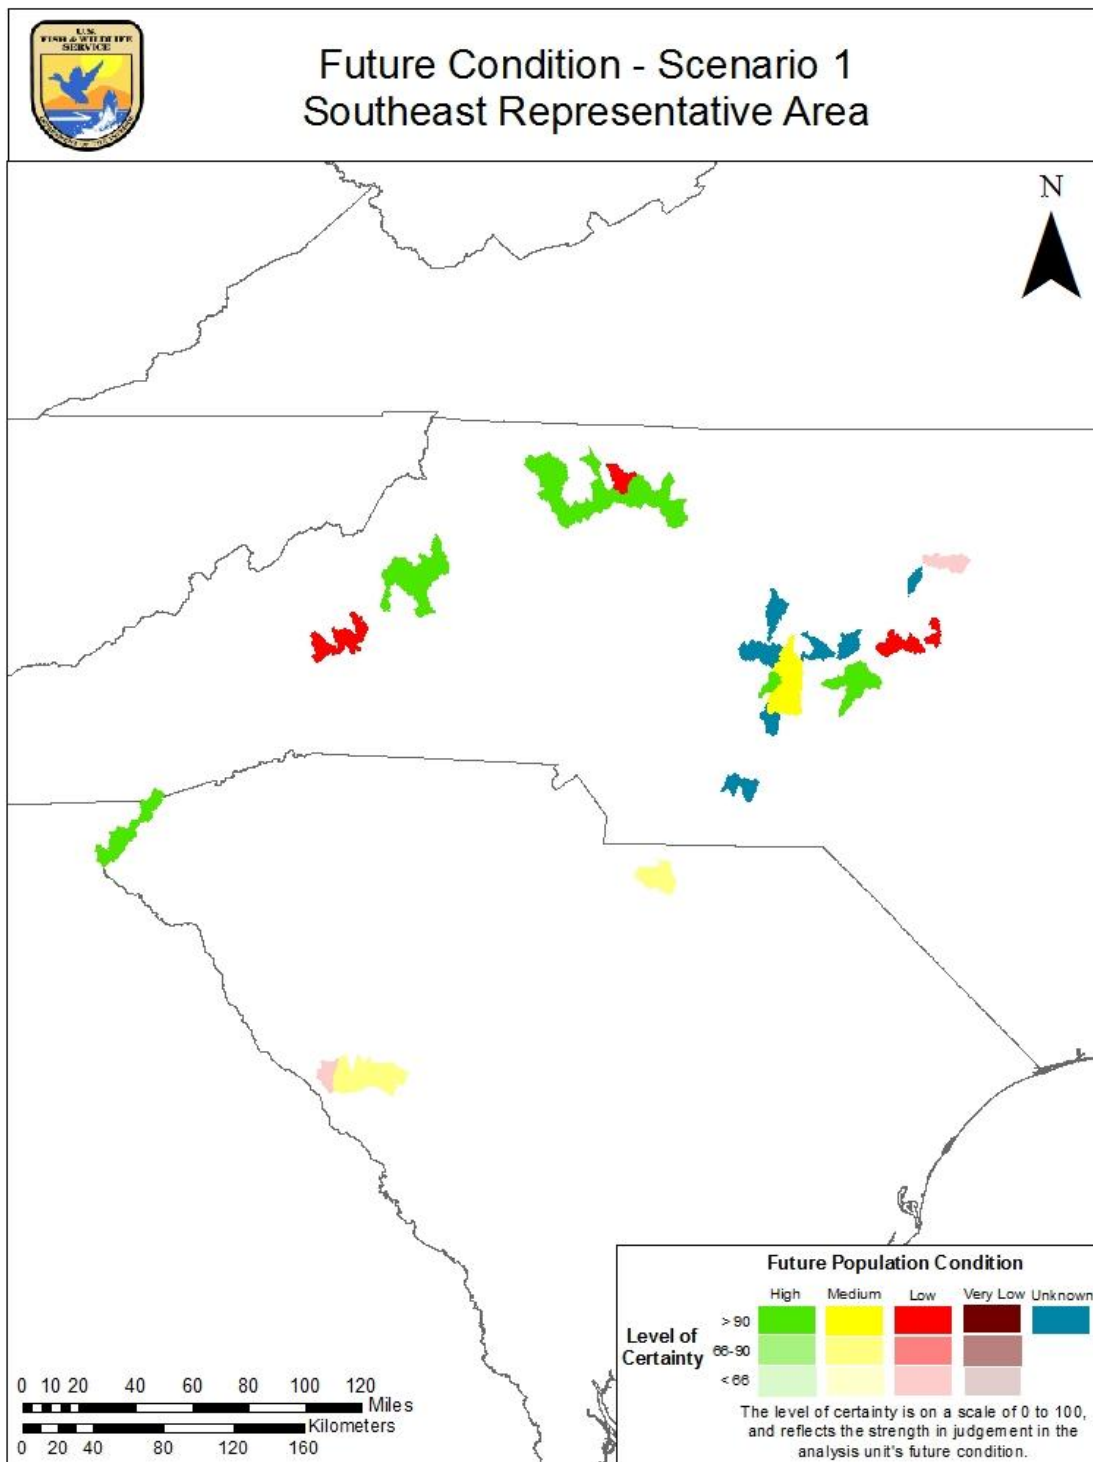 U.S.
FISH & WILDLIFE
SERVICE
Future Condition - Scenario 1
Southeast Representative Area
N
Future Population Condition
High Medium Low Very Low Unknown
Level of
Certainty
> 90
66-90
< 66
The level of certainty is on a scale of 0 to 100,
and reflects the strength in judgement in the
analysis unit's future condition.
0 10 20 40 60 80 100 120
Miles
Kilometers
0 20 40 80 120 160